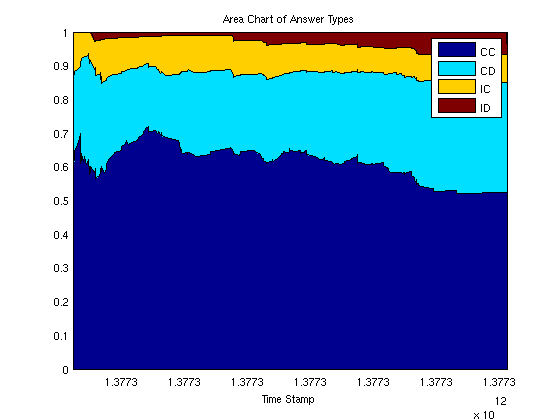 Area Chart of Answer Types
1
0.9
0.8
0.7
0.6
0.5
0.4
0.3
0.2
0.1
0
CC
CD
IC
ID
1.3773 1.3773 1.3773 1.3773 1.3773 1.3773 1.3773
Time Stamp
12
x 10